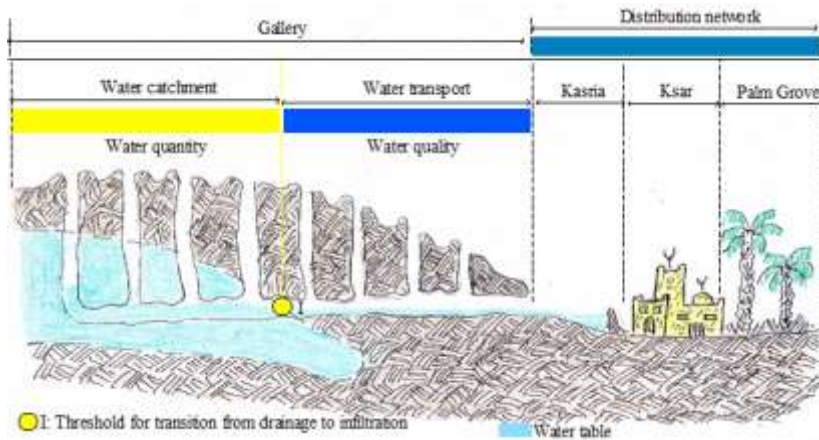 Gallery
Distribution network
Water catchment
Water transport
Kasria
Ksar
Palm Grove
Water quantity
Water quality
I
I: Threshold for transition from drainage to infiltration
Water table